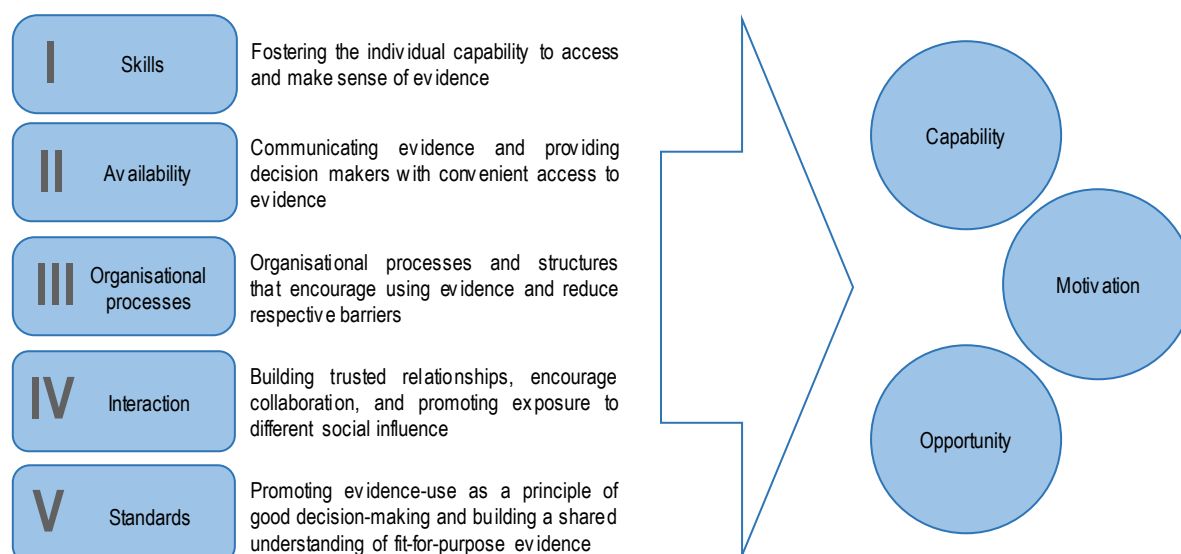 I
Skills
Fostering the individual capability to access
and make sense of evidence
II
Availability
Communicating evidence and providing
decision makers with convenient access to
evidence
III
Organisational
processes
Organisational processes and structures
that encourage using evidence and reduce
respective barriers
IV
Interaction
Building trusted relationships, encourage
collaboration, and promoting exposure to
different social influence
V
Standards
Promoting evidence-use as a principle of
good decision-making and building a shared
understanding of fit-for-purpose evidence
Capability
Motivation
Opportunity